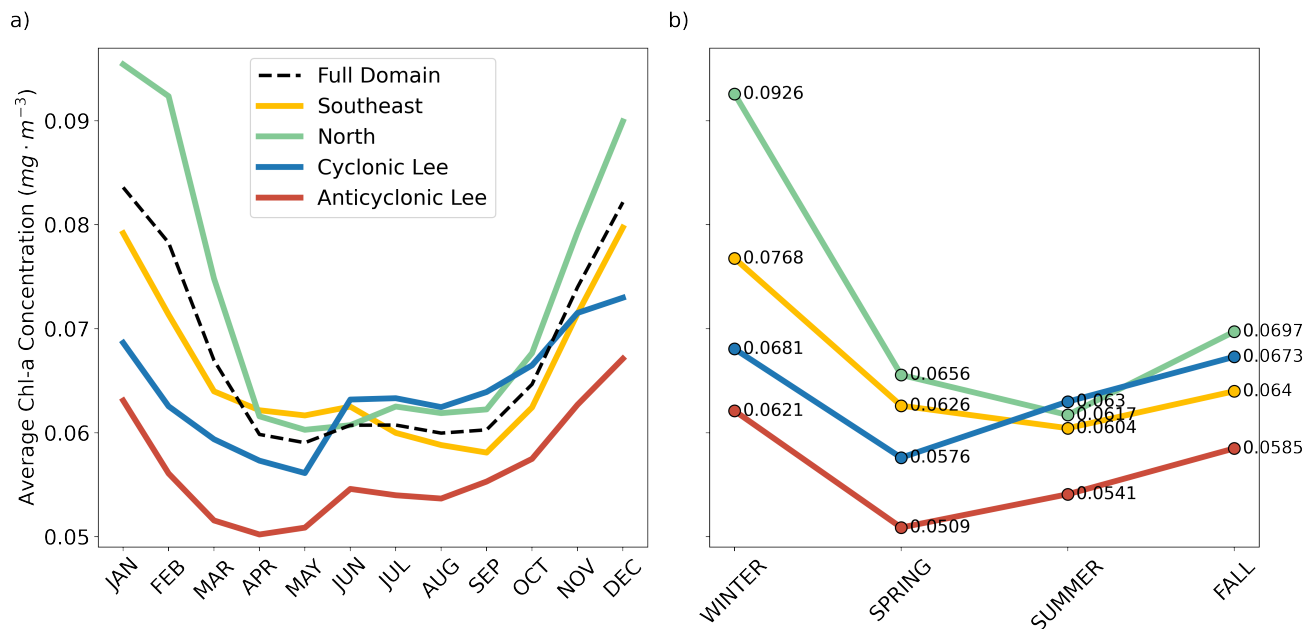 a)
Average Chl-a Concentration (mg · m⁻³)
0.09
0.08
0.07
0.06
0.05
Full Domain
Southeast
North
Cyclonic Lee
Anticyclonic Lee
JAN
FEB
MAR
APR
MAY
JUN
JUL
AUG
SEP
OCT
NOV
DEC
b)
0.0926
0.0768
0.0681
0.0621
0.0656
0.0626
0.0576
0.0509
0.063
0.0617
0.0604
0.0541
0.0697
0.0673
0.064
0.0585
WINTER
SPRING
SUMMER
FALL